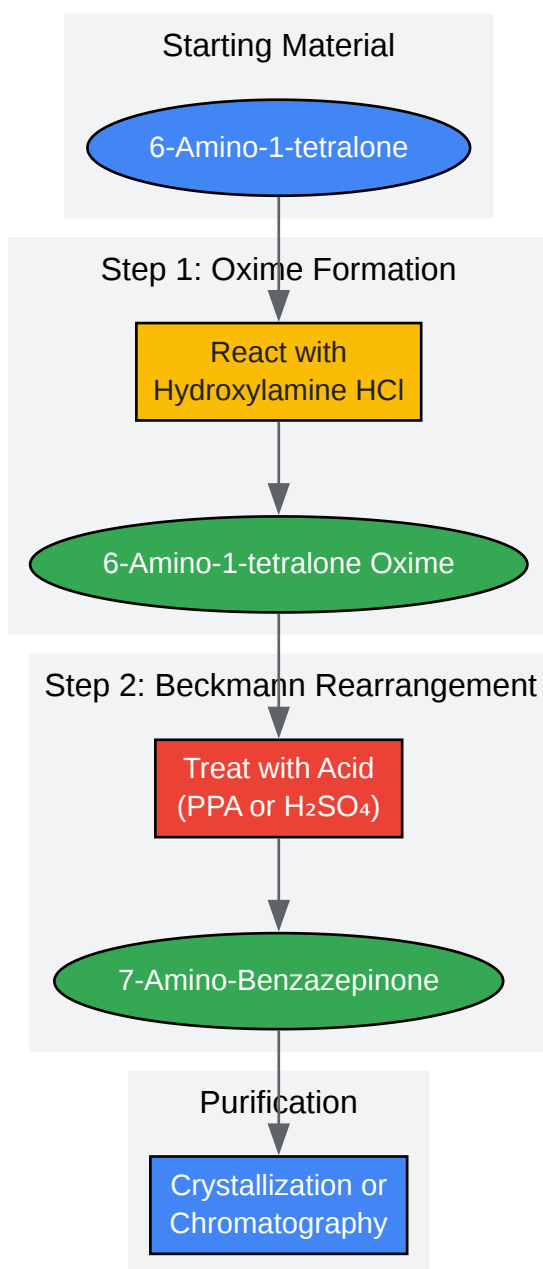 Starting Material
6-Amino-1-tetralone
Step 1: Oxime Formation
React with
Hydroxylamine HCl
6-Amino-1-tetralone Oxime
Step 2: Beckmann Rearrangement
Treat with Acid
(PPA or H₂SO₄)
7-Amino-Benzazepinone
Purification
Crystallization or
Chromatography